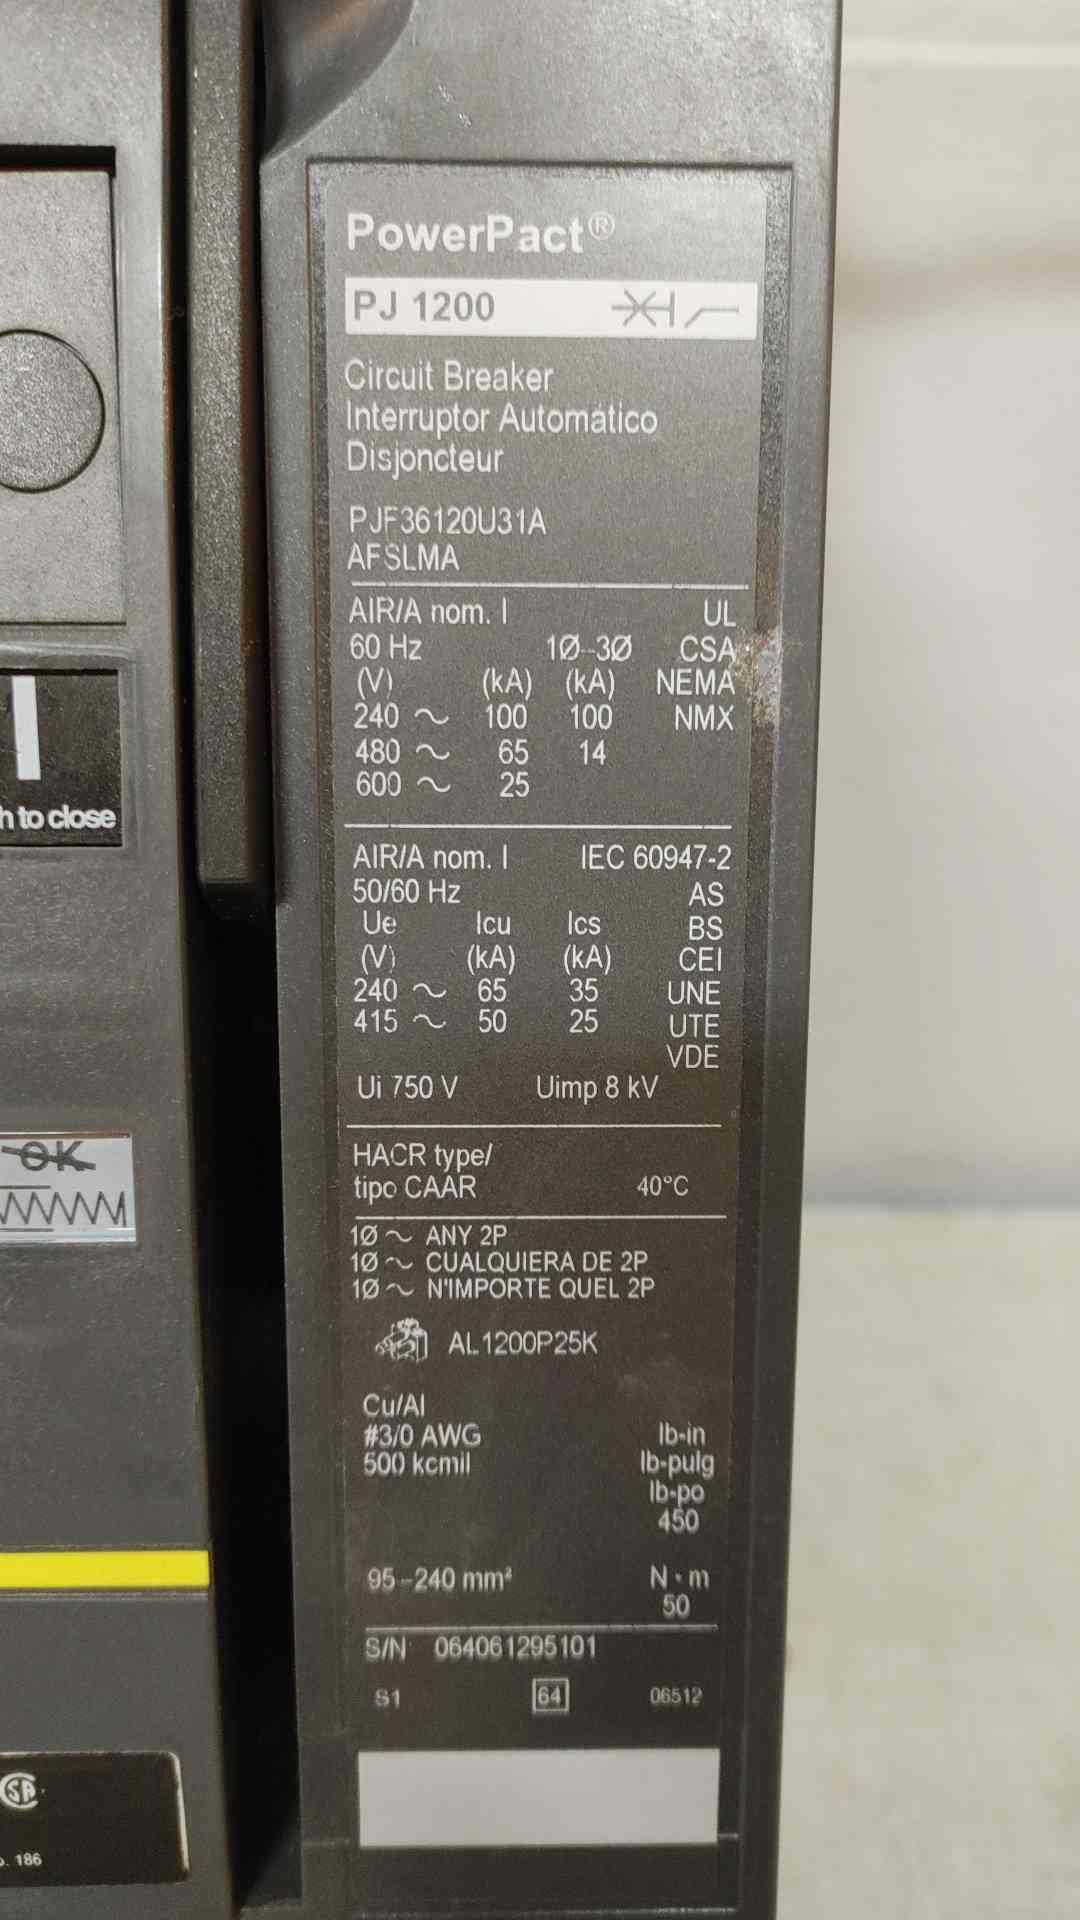 PowerPact®
PJ 1200
Circuit Breaker
Interruptor Automático
Disjoncteur
PJF36120U31A
AFSLMA
AIR/A nom. I UL
60 Hz 1Ø-3Ø CSA
(V) (kA) (kA) NEMA
240 ~ 100 100 NMX
480 ~ 65 14
600 ~ 25
h to close
AIR/A nom. I IEC 60947-2
50/60 Hz AS
Ue Icu Ics BS
(V) (kA) (kA) CEI
240 ~ 65 35 UNE
415 ~ 50 25 UTE
VDE
Ui 750 V Uimp 8 kV
OK
HACR type/
tipo CAAR 40°C
1Ø ~ ANY 2P
1Ø ~ CUALQUIERA DE 2P
1Ø ~ N'IMPORTE QUEL 2P
AL1200P25K
Cu/Al
#3/0 AWG lb-in
500 kcmil lb-pulg
lb-po
450
95-240 mm² N·m
50
S/N 064061295101
S1 64 06512
SA
o. 186